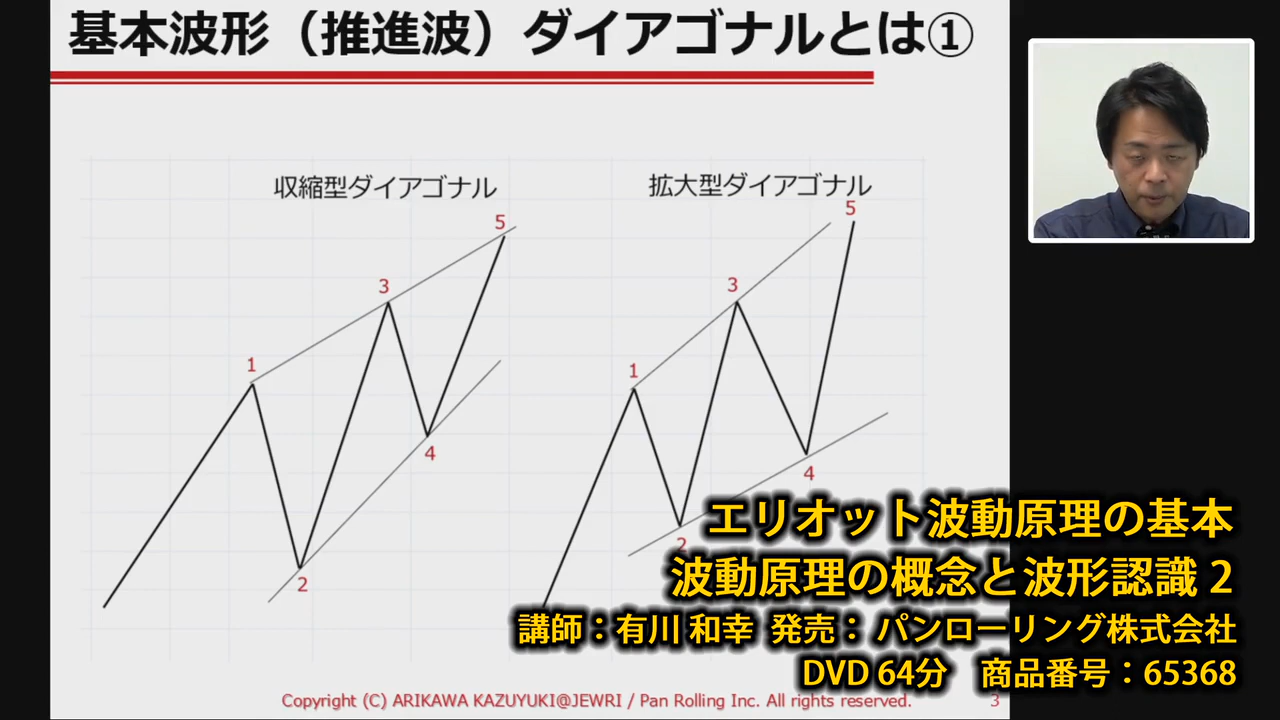 基本波形（推進波）ダイアゴナルとは①
収縮型ダイアゴナル
拡大型ダイアゴナル
5
3
1
4
2
5
3
1
4
2
エリオット波動原理の基本
波動原理の概念と波形認識 2
講師：有川 和幸 発売： パンローリング株式会社
DVD 64分 商品番号：65368
Copyright (C) ARIKAWA KAZUYUKI@JEWRI / Pan Rolling Inc. All rights reserved.
3